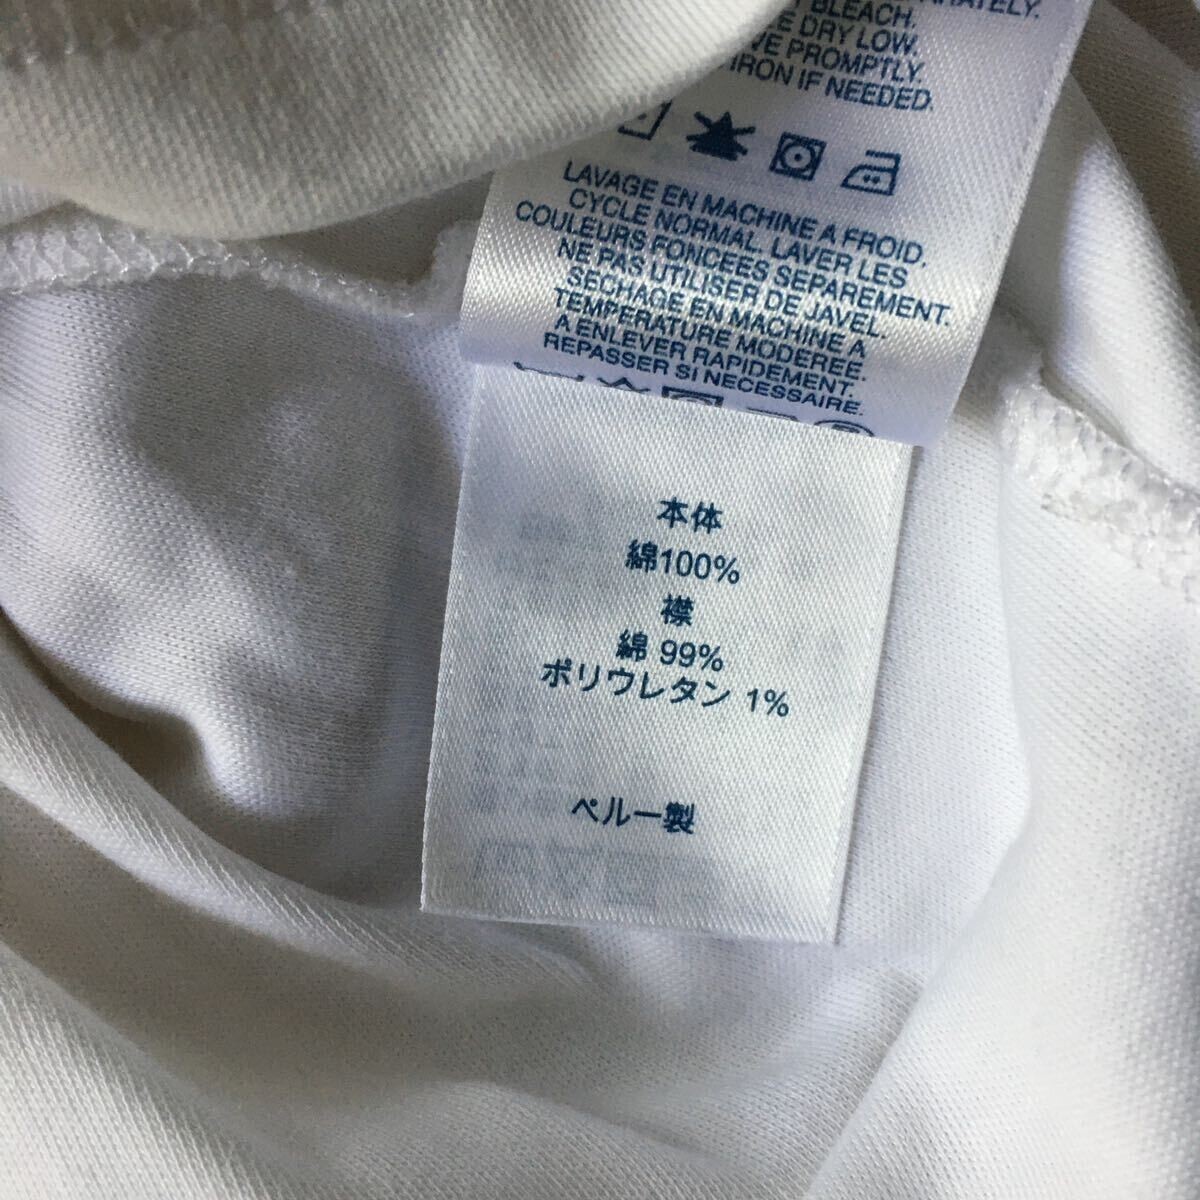 BLEACH.
DRY LOW.
PROMPTLY.
IRON IF NEEDED.
LAVAGE EN MACHINE A FROID.
CYCLE NORMAL. LAVER LES
COULEURS FONCEES SEPAREMENT.
NE PAS UTILISER DE JAVEL.
SECHAGE EN MACHINE A
TEMPERATURE MODEREE.
A ENLEVER RAPIDEMENT.
REPASSER SI NECESSAIRE.
本体
綿100%
襟
綿 99%
ポリウレタン 1%
ペルー製